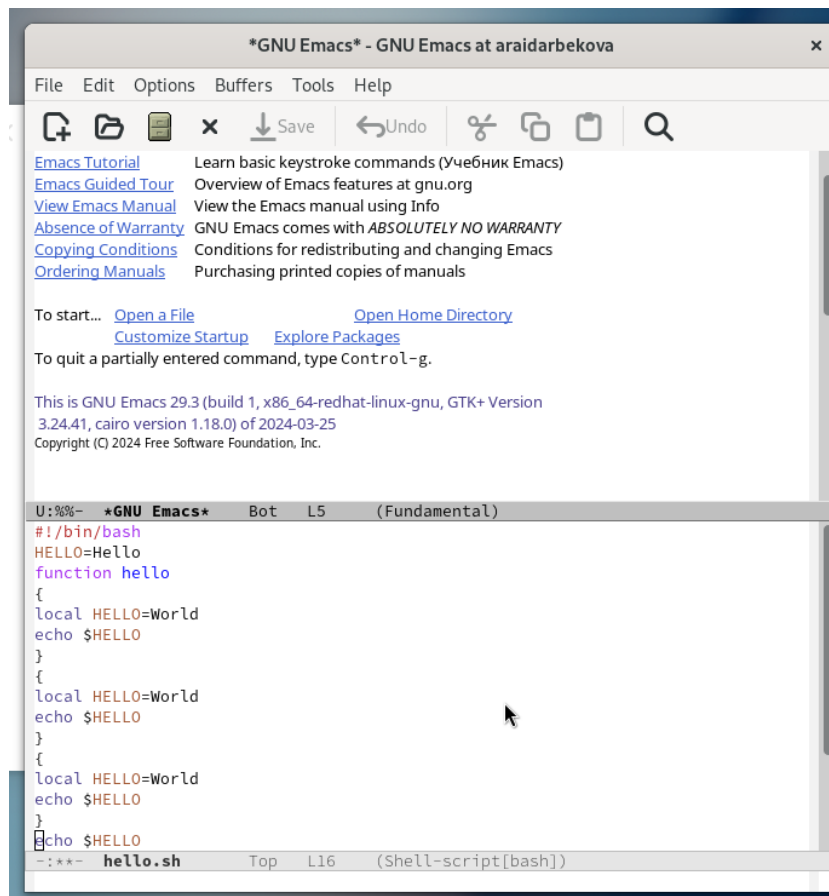 *GNU Emacs* - GNU Emacs at araidarbekova ×
File Edit Options Buffers Tools Help
Save Undo
Emacs Tutorial Learn basic keystroke commands (Учебник Emacs)
Emacs Guided Tour Overview of Emacs features at gnu.org
View Emacs Manual View the Emacs manual using Info
Absence of Warranty GNU Emacs comes with ABSOLUTELY NO WARRANTY
Copying Conditions Conditions for redistributing and changing Emacs
Ordering Manuals Purchasing printed copies of manuals
To start... Open a File Open Home Directory
Customize Startup Explore Packages
To quit a partially entered command, type Control-g.
This is GNU Emacs 29.3 (build 1, x86_64-redhat-linux-gnu, GTK+ Version
3.24.41, cairo version 1.18.0) of 2024-03-25
Copyright (C) 2024 Free Software Foundation, Inc.
U:%%- *GNU Emacs* Bot L5 (Fundamental)
#!/bin/bash
HELLO=Hello
function hello
{
local HELLO=World
echo $HELLO
}
{
local HELLO=World
echo $HELLO
}
{
local HELLO=World
echo $HELLO
}
echo $HELLO
-:**- hello.sh Top L16 (Shell-script[bash])